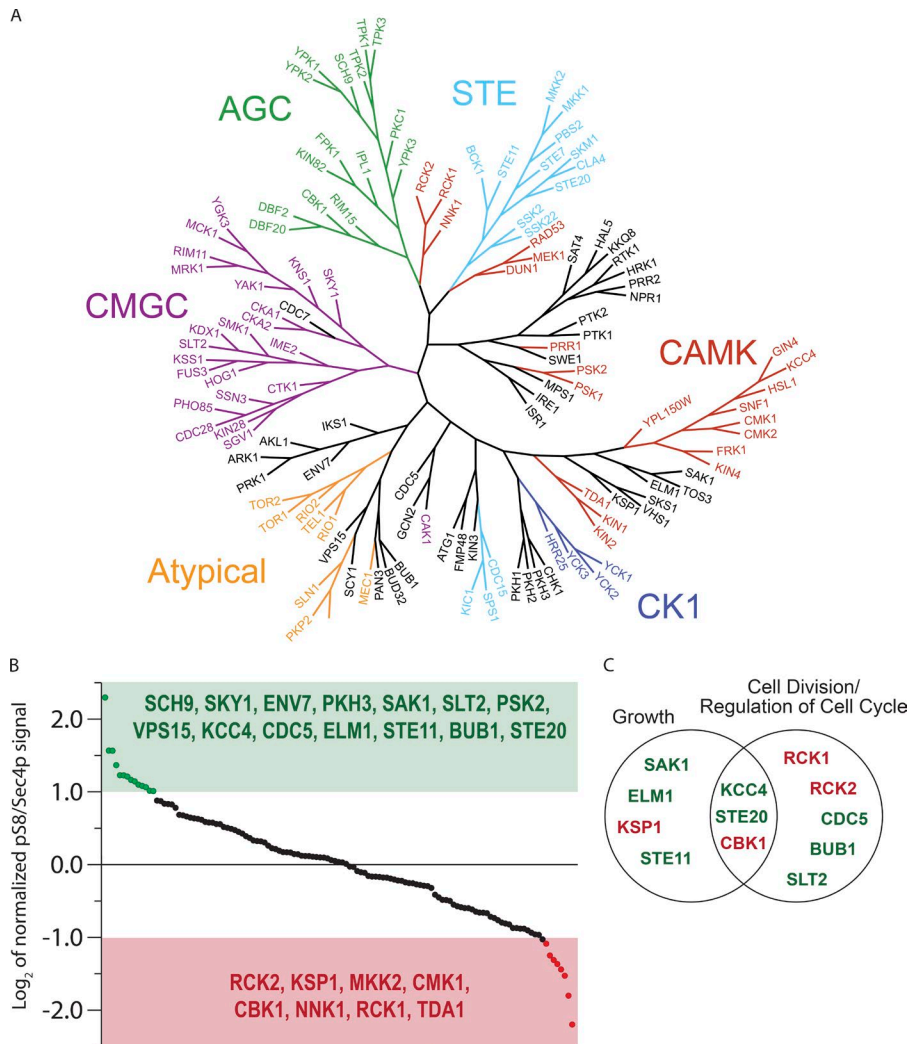 A
AGC
STE
CMGC
CAMK
Atypical
CK1
YPK1
YPK2
SCH9
TPK2
TPK1
TPK3
PKC1
YPK3
FPK1
KIN82
IPL1
RIM15
CBK1
DBF2
DBF20
RCK2
RCK1
NNK1
BCK1
STE11
MKK2
MKK1
PBS2
STE7
SKM1
CLA4
STE20
SSK2
SSK22
RAD53
MEK1
DUN1
SAT4
HAL5
KKQ8
RTK1
HRK1
PRR2
NPR1
PTK2
PTK1
PRR1
SWE1
PSK2
PSK1
MPS1
IRE1
ISR1
GIN4
KCC4
HSL1
SNF1
CMK1
CMK2
YPL150W
FRK1
KIN4
SAK1
TOS3
ELM1
SKS1
VHS1
KSP1
TDA1
KIN1
KIN2
YCK1
YCK2
YCK3
HRR25
CHK1
PKH3
PKH2
PKH1
CDC15
SPS1
KIC1
KIN3
FMP48
ATG1
CAK1
GCN2
CDC5
BUB1
BUD32
PAN3
MEC1
SCY1
PKP2
SLN1
VPS15
RIO1
TEL1
RIO2
TOR1
TOR2
ENV7
PRK1
ARK1
AKL1
IKS1
SGV1
KIN28
CDC28
PHO85
SSN3
CTK1
HOG1
FUS3
KSS1
SLT2
KDX1
SMK1
IME2
CDC7
CKA2
CKA1
YAK1
MRK1
RIM11
MCK1
YGK3
KNS1
SKY1
B
Log2 of normalized pS8/Sec4p signal
2.0
1.0
0.0
-1.0
-2.0
SCH9, SKY1, ENV7, PKH3, SAK1, SLT2, PSK2,
VPS15, KCC4, CDC5, ELM1, STE11, BUB1, STE20
RCK2, KSP1, MKK2, CMK1,
CBK1, NNK1, RCK1, TDA1
C
Growth
Cell Division/
Regulation of Cell Cycle
SAK1
ELM1
KSP1
STE11
KCC4
STE20
CBK1
RCK1
RCK2
CDC5
BUB1
SLT2